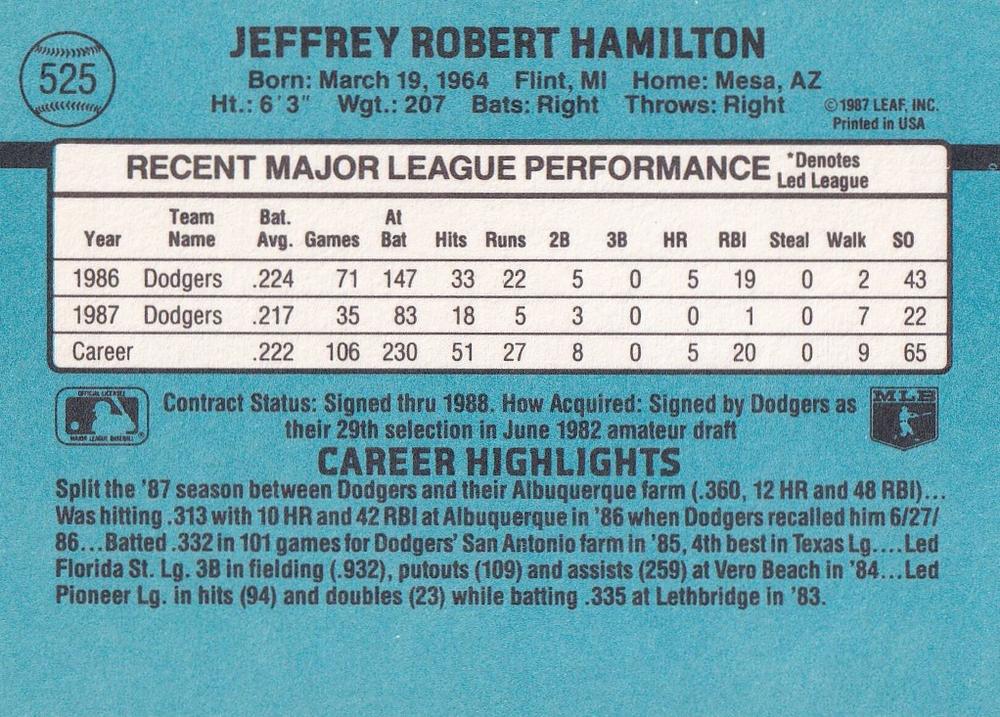 JEFFREY ROBERT HAMILTON
525
Born: March 19, 1964 Flint, MI Home: Mesa, AZ
Ht.: 6'3" Wgt.: 207 Bats: Right Throws: Right
©1987 LEAF, INC.
Printed in USA
RECENT MAJOR LEAGUE PERFORMANCE *Denotes Led League
Year Team Name Bat. Avg. Games At Bat Hits Runs 2B 3B HR RBI Steal Walk SO
1986 Dodgers .224 71 147 33 22 5 0 5 19 0 2 43
1987 Dodgers .217 35 83 18 5 3 0 0 1 0 7 22
Career .222 106 230 51 27 8 0 5 20 0 9 65
OFFICIAL LICENSEE
MAJOR LEAGUE BASEBALL
Contract Status: Signed thru 1988. How Acquired: Signed by Dodgers as
their 29th selection in June 1982 amateur draft
MLB
CAREER HIGHLIGHTS
Split the '87 season between Dodgers and their Albuquerque farm (.360, 12 HR and 48 RBI)...
Was hitting .313 with 10 HR and 42 RBI at Albuquerque in '86 when Dodgers recalled him 6/27/
86...Batted .332 in 101 games for Dodgers' San Antonio farm in '85, 4th best in Texas Lg....Led
Florida St. Lg. 3B in fielding (.932), putouts (109) and assists (259) at Vero Beach in '84...Led
Pioneer Lg. in hits (94) and doubles (23) while batting .335 at Lethbridge in '83.